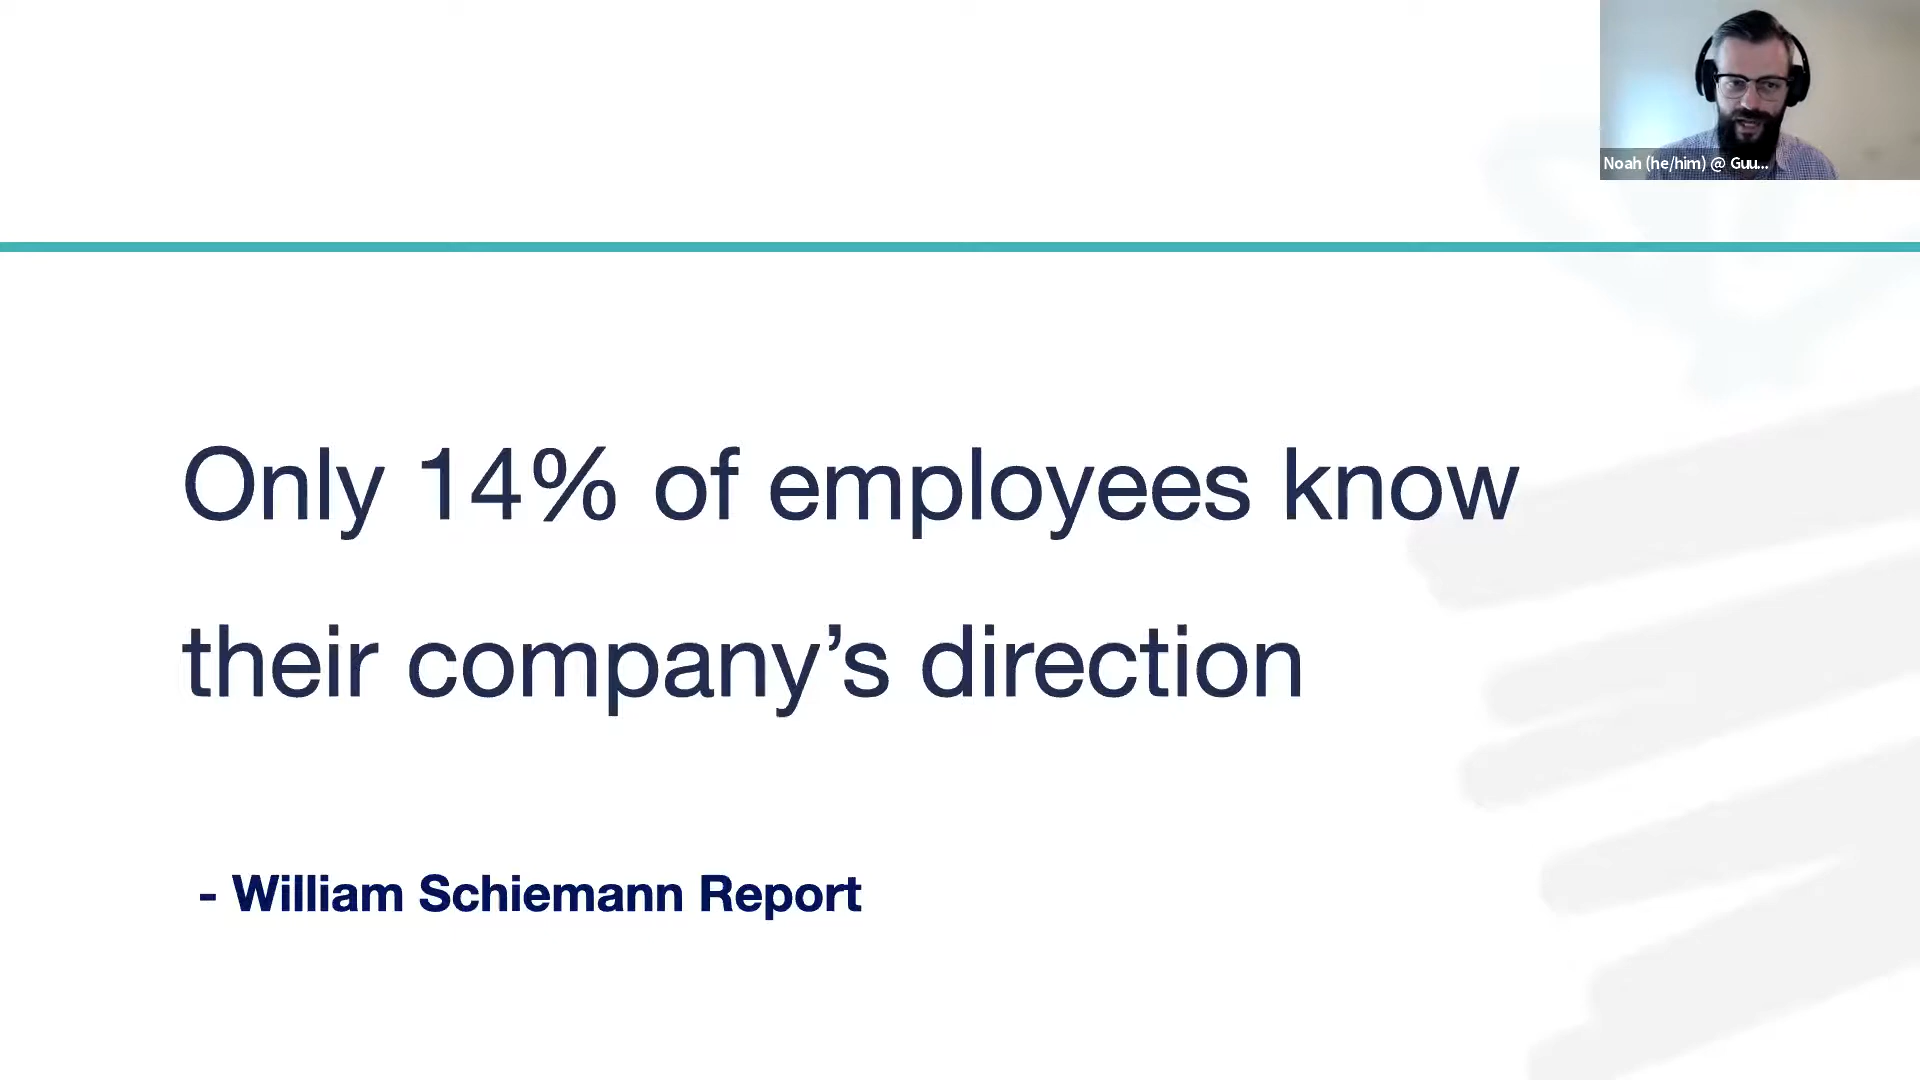 Noah (he/him) @ Guu...
Only 14% of employees know
their company’s direction
- William Schiemann Report